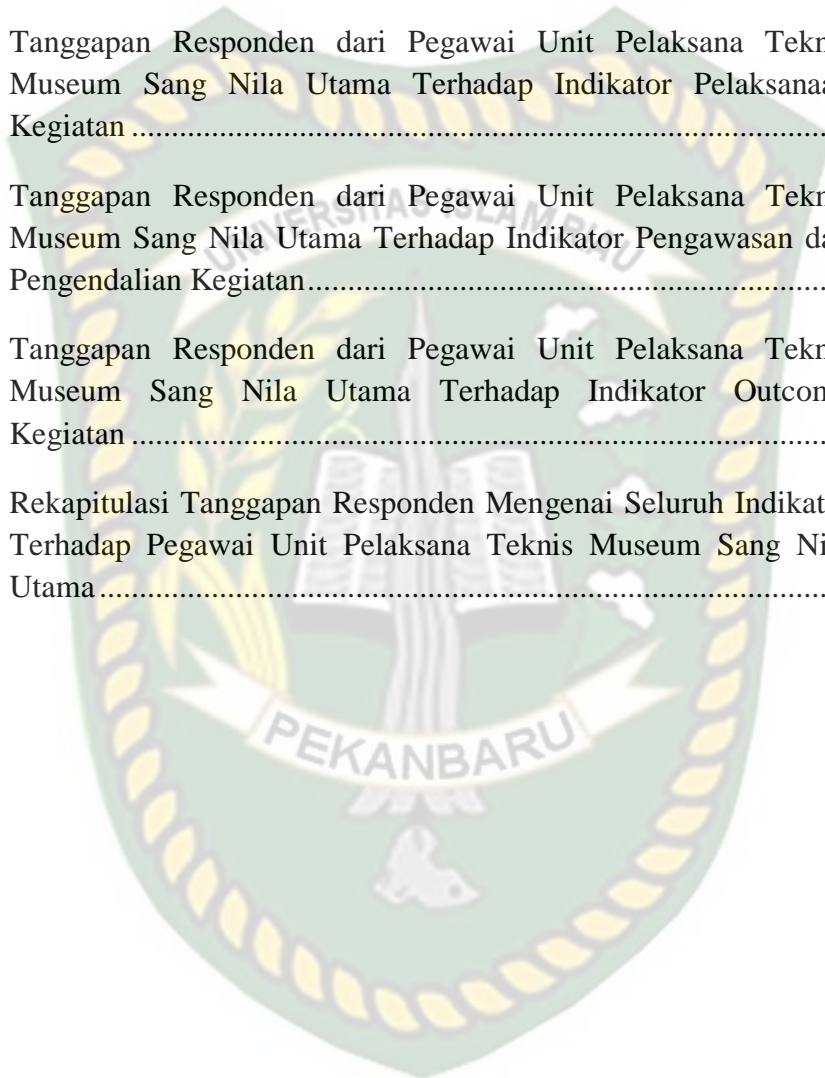 Tanggapan Responden dari Pegawai Unit Pelaksana Tekn
Museum Sang Nila Utama Terhadap Indikator Pelaksanaa
Kegiatan ........................................................................................
Tanggapan Responden dari Pegawai Unit Pelaksana Tekn
Museum Sang Nila Utama Terhadap Indikator Pengawasan da
Pengendalian Kegiatan..................................................................
Tanggapan Responden dari Pegawai Unit Pelaksana Tekn
Museum Sang Nila Utama Terhadap Indikator Outcom
Kegiatan ........................................................................................
Rekapitulasi Tanggapan Responden Mengenai Seluruh Indikat
Terhadap Pegawai Unit Pelaksana Teknis Museum Sang Ni
Utama............................................................................................
UNIVERSITAS ISLAM RIAU
PEKANBARU